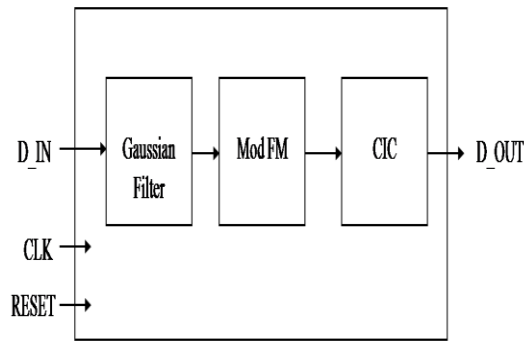 D_IN
Gaussian
Filter
Mod FM
CIC
D_OUT
CLK
RESET